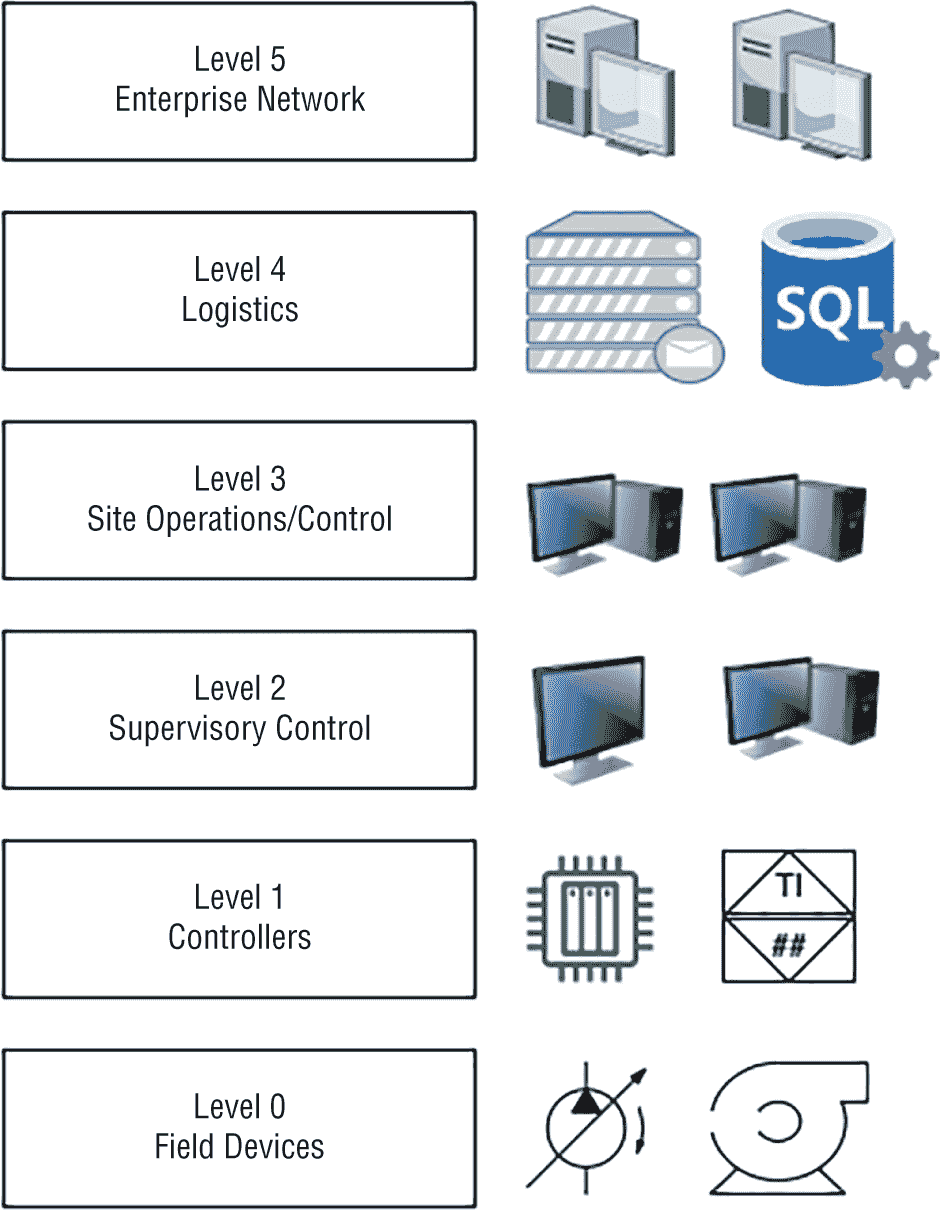 Level 5
Enterprise Network
Level 4
Logistics
SQL
Level 3
Site Operations/Control
Level 2
Supervisory Control
Level 1
Controllers
TI
##
Level 0
Field Devices